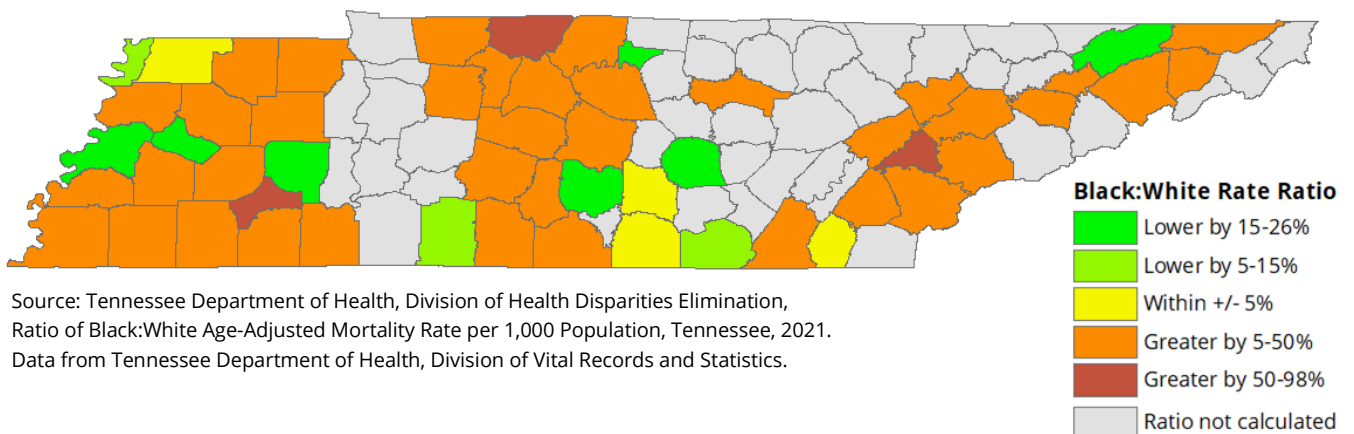 Black:White Rate Ratio
Lower by 15-26%
Lower by 5-15%
Within +/- 5%
Greater by 5-50%
Greater by 50-98%
Ratio not calculated
Source: Tennessee Department of Health, Division of Health Disparities Elimination,
Ratio of Black:White Age-Adjusted Mortality Rate per 1,000 Population, Tennessee, 2021.
Data from Tennessee Department of Health, Division of Vital Records and Statistics.